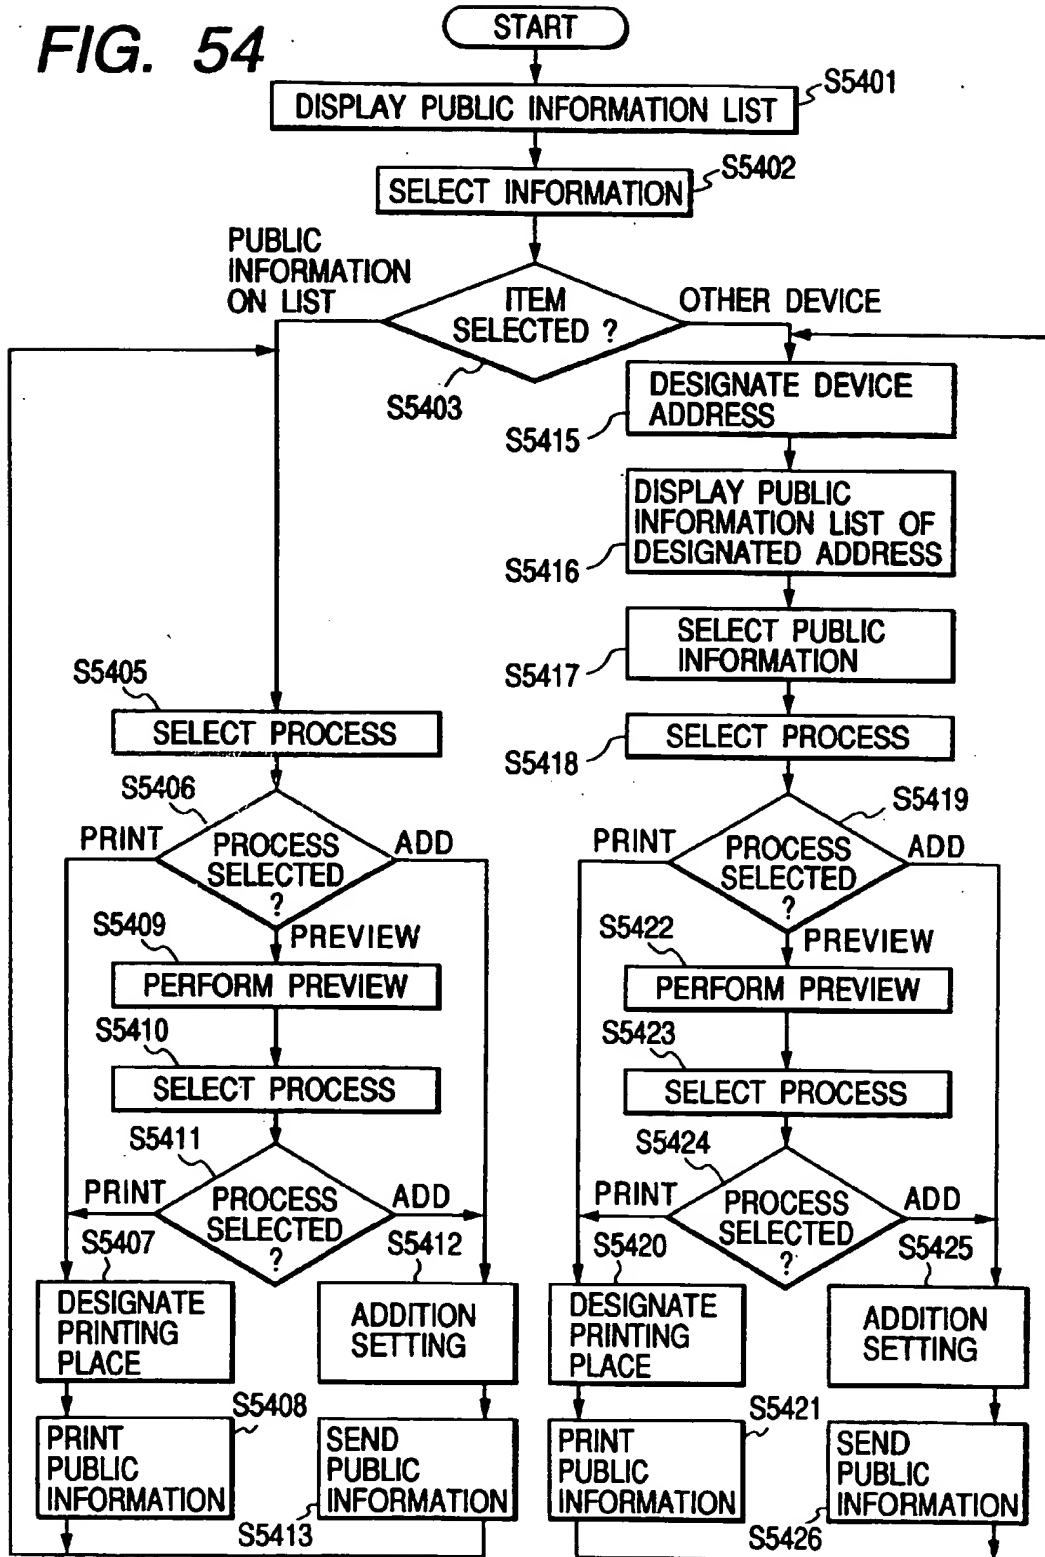 FIG. 54
START
DISPLAY PUBLIC INFORMATION LIST
S5401
SELECT INFORMATION
S5402
PUBLIC
INFORMATION
ON LIST
ITEM
SELECTED ?
OTHER DEVICE
S5403
DESIGNATE DEVICE
ADDRESS
S5415
DISPLAY PUBLIC
INFORMATION LIST OF
DESIGNATED ADDRESS
S5416
SELECT PUBLIC
INFORMATION
S5417
S5405
SELECT PROCESS
SELECT PROCESS
S5418
S5406
PRINT
PROCESS
SELECTED
?
ADD
S5419
PRINT
PROCESS
SELECTED
?
ADD
S5409
PREVIEW
PERFORM PREVIEW
S5422
PREVIEW
PERFORM PREVIEW
S5410
SELECT PROCESS
S5423
SELECT PROCESS
S5411
PRINT
PROCESS
SELECTED
?
ADD
S5424
PRINT
PROCESS
SELECTED
?
ADD
S5407
DESIGNATE
PRINTING
PLACE
S5412
ADDITION
SETTING
S5420
DESIGNATE
PRINTING
PLACE
S5425
ADDITION
SETTING
S5408
PRINT
PUBLIC
INFORMATION
SEND
PUBLIC
INFORMATION
S5413
S5421
PRINT
PUBLIC
INFORMATION
SEND
PUBLIC
INFORMATION
S5426